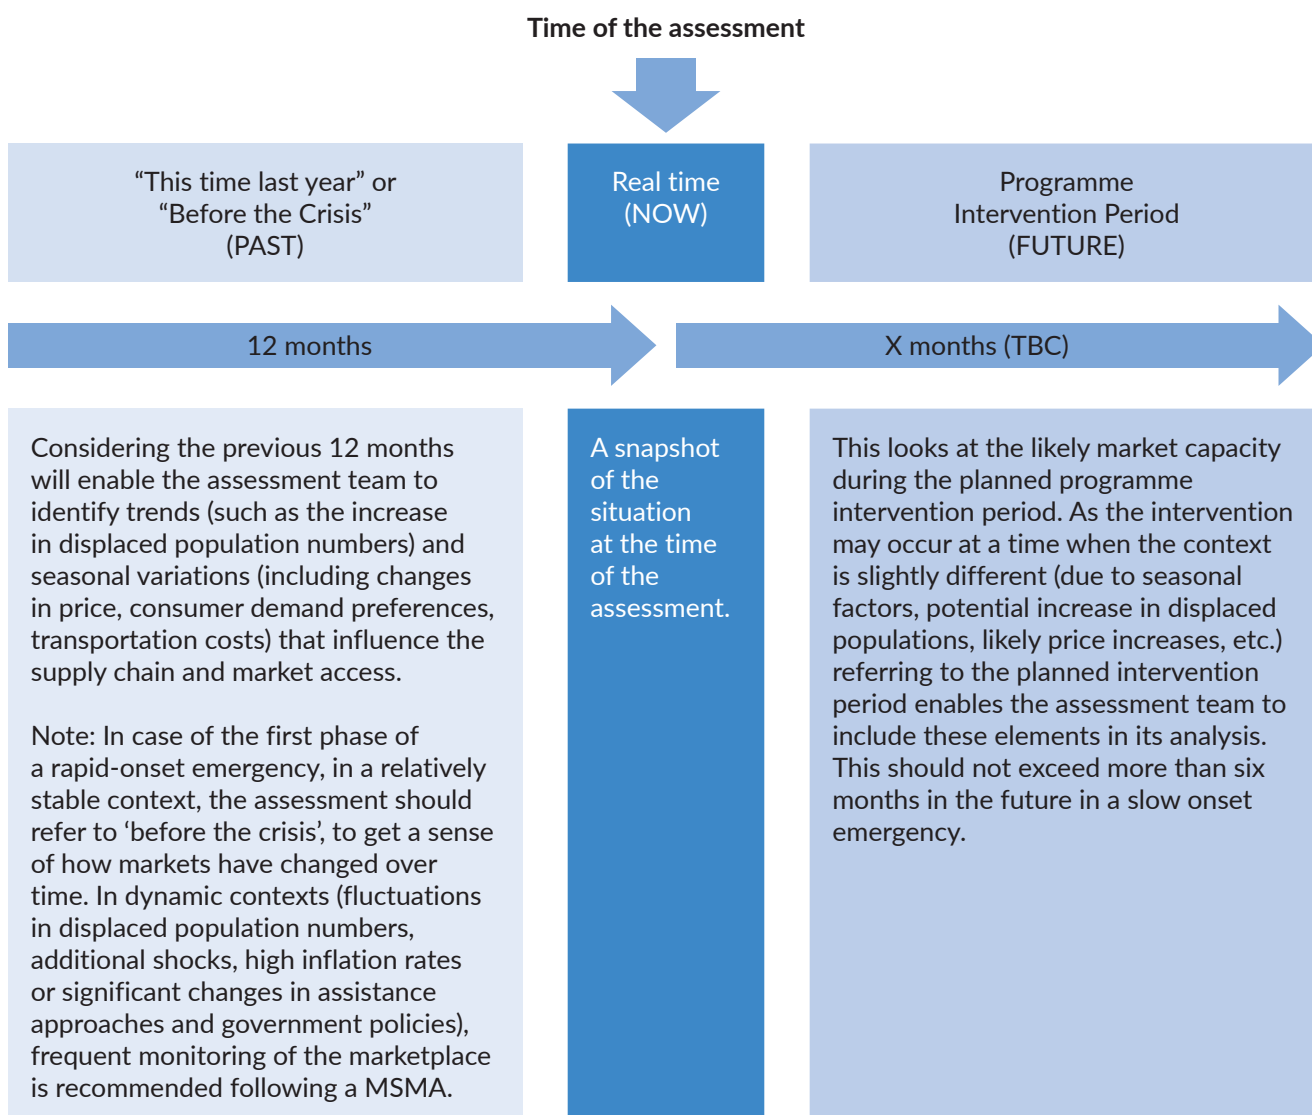 Time of the assessment
“This time last year” or
“Before the Crisis”
(PAST)
Real time
(NOW)
Programme
Intervention Period
(FUTURE)
12 months
X months (TBC)
Considering the previous 12 months
will enable the assessment team to
identify trends (such as the increase
in displaced population numbers) and
seasonal variations (including changes
in price, consumer demand preferences,
transportation costs) that influence the
supply chain and market access.
Note: In case of the first phase of
a rapid-onset emergency, in a relatively
stable context, the assessment should
refer to ‘before the crisis’, to get a sense
of how markets have changed over
time. In dynamic contexts (fluctuations
in displaced population numbers,
additional shocks, high inflation rates
or significant changes in assistance
approaches and government policies),
frequent monitoring of the marketplace
is recommended following a MSMA.
A snapshot
of the
situation
at the time
of the
assessment.
This looks at the likely market capacity
during the planned programme
intervention period. As the intervention
may occur at a time when the context
is slightly different (due to seasonal
factors, potential increase in displaced
populations, likely price increases, etc.)
referring to the planned intervention
period enables the assessment team to
include these elements in its analysis.
This should not exceed more than six
months in the future in a slow onset
emergency.